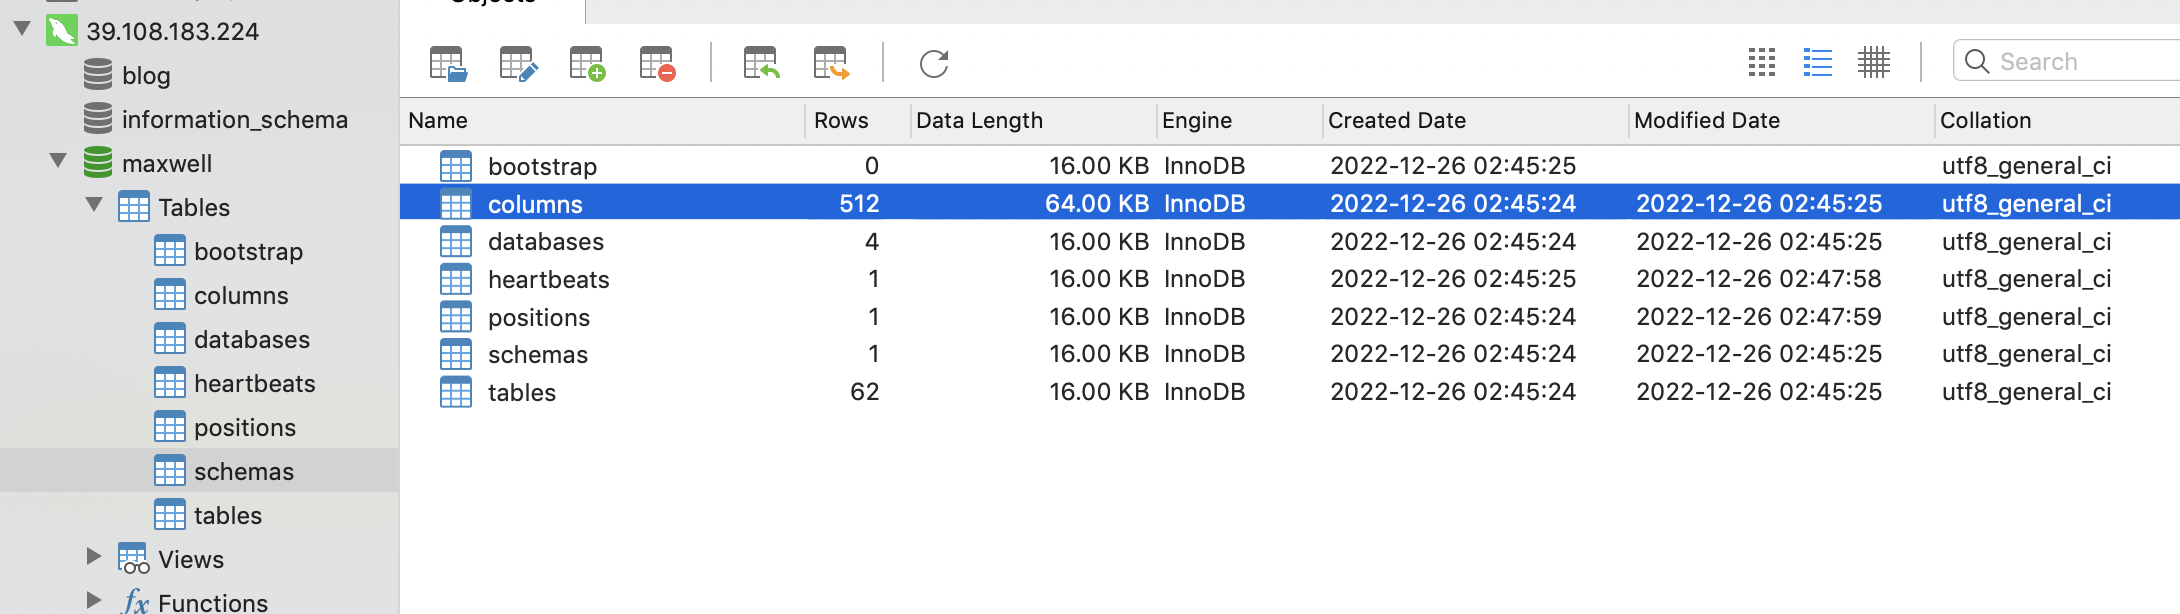 Objects
39.108.183.224
blog
information_schema
maxwell
Tables
bootstrap
columns
databases
heartbeats
positions
schemas
tables
Views
fx Functions
Search
Name Rows Data Length Engine Created Date Modified Date Collation
bootstrap 0 16.00 KB InnoDB 2022-12-26 02:45:25 utf8_general_ci
columns 512 64.00 KB InnoDB 2022-12-26 02:45:24 2022-12-26 02:45:25 utf8_general_ci
databases 4 16.00 KB InnoDB 2022-12-26 02:45:24 2022-12-26 02:45:25 utf8_general_ci
heartbeats 1 16.00 KB InnoDB 2022-12-26 02:45:25 2022-12-26 02:47:58 utf8_general_ci
positions 1 16.00 KB InnoDB 2022-12-26 02:45:24 2022-12-26 02:47:59 utf8_general_ci
schemas 1 16.00 KB InnoDB 2022-12-26 02:45:24 2022-12-26 02:45:25 utf8_general_ci
tables 62 16.00 KB InnoDB 2022-12-26 02:45:24 2022-12-26 02:45:25 utf8_general_ci